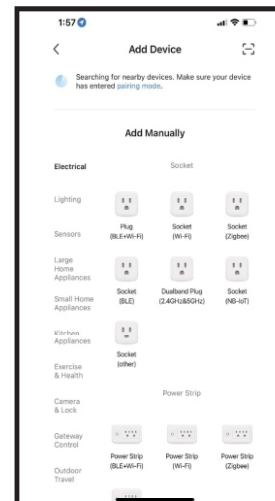 1:57
Add Device
Searching for nearby devices. Make sure your device
has entered pairing mode.
Add Manually
Electrical
Socket
Lighting
Plug
(BLE+Wi-Fi)
Socket
(Wi-Fi)
Socket
(Zigbee)
Sensors
Large
Home
Appliances
Socket
(BLE)
Dualband Plug
(2.4GHz&5GHz)
Socket
(NB-IoT)
Small Home
Appliances
Kitchen
Appliances
Socket
(other)
Exercise
& Health
Power Strip
Camera
& Lock
Gateway
Control
Power Strip
(BLE+Wi-Fi)
Power Strip
(Wi-Fi)
Power Strip
(Zigbee)
Outdoor
Travel